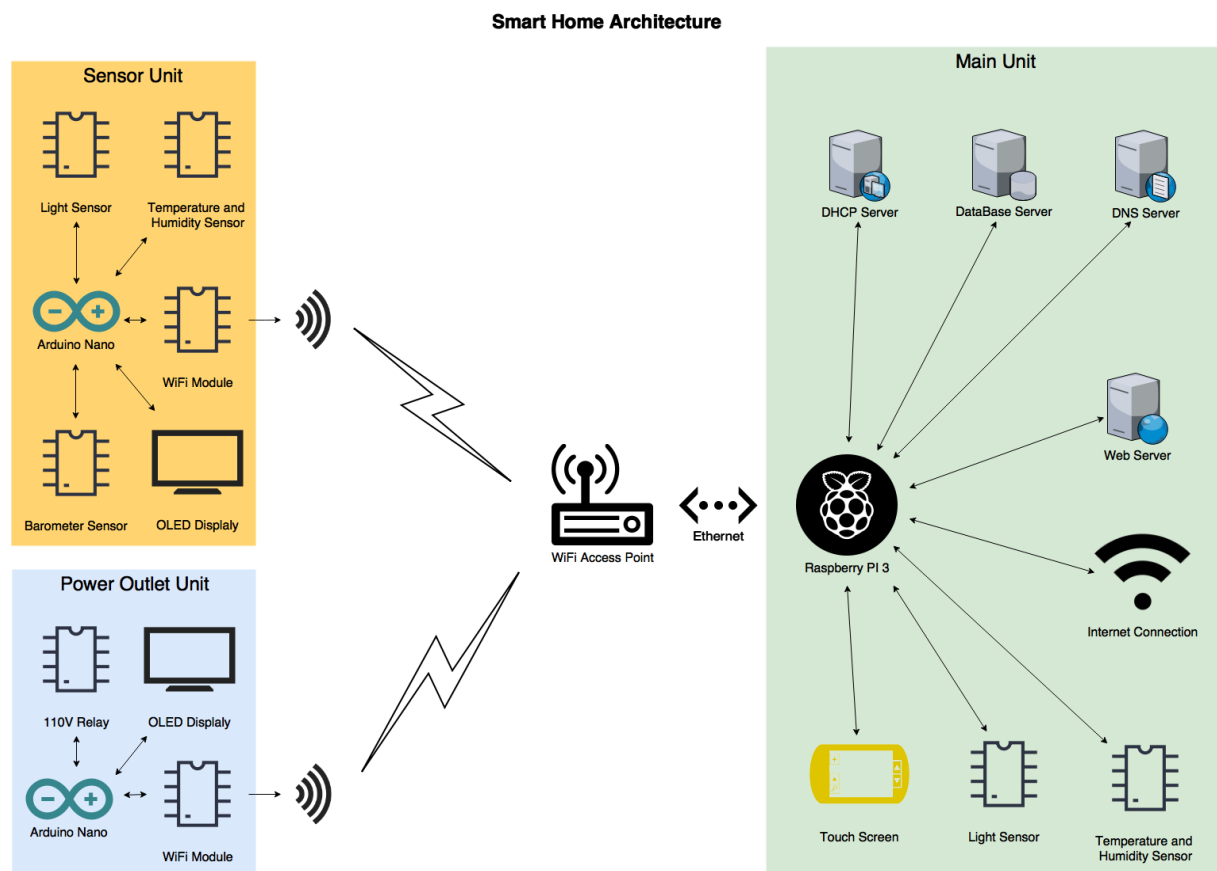 Smart Home Architecture
Sensor Unit
Light Sensor
Temperature and
Humidity Sensor
Arduino Nano
WiFi Module
Barometer Sensor
OLED Displaly
Power Outlet Unit
110V Relay
OLED Displaly
Arduino Nano
WiFi Module
WiFi Access Point
Ethernet
Main Unit
DHCP Server
DataBase Server
DNS Server
Web Server
Raspberry PI 3
Internet Connection
Touch Screen
Light Sensor
Temperature and
Humidity Sensor